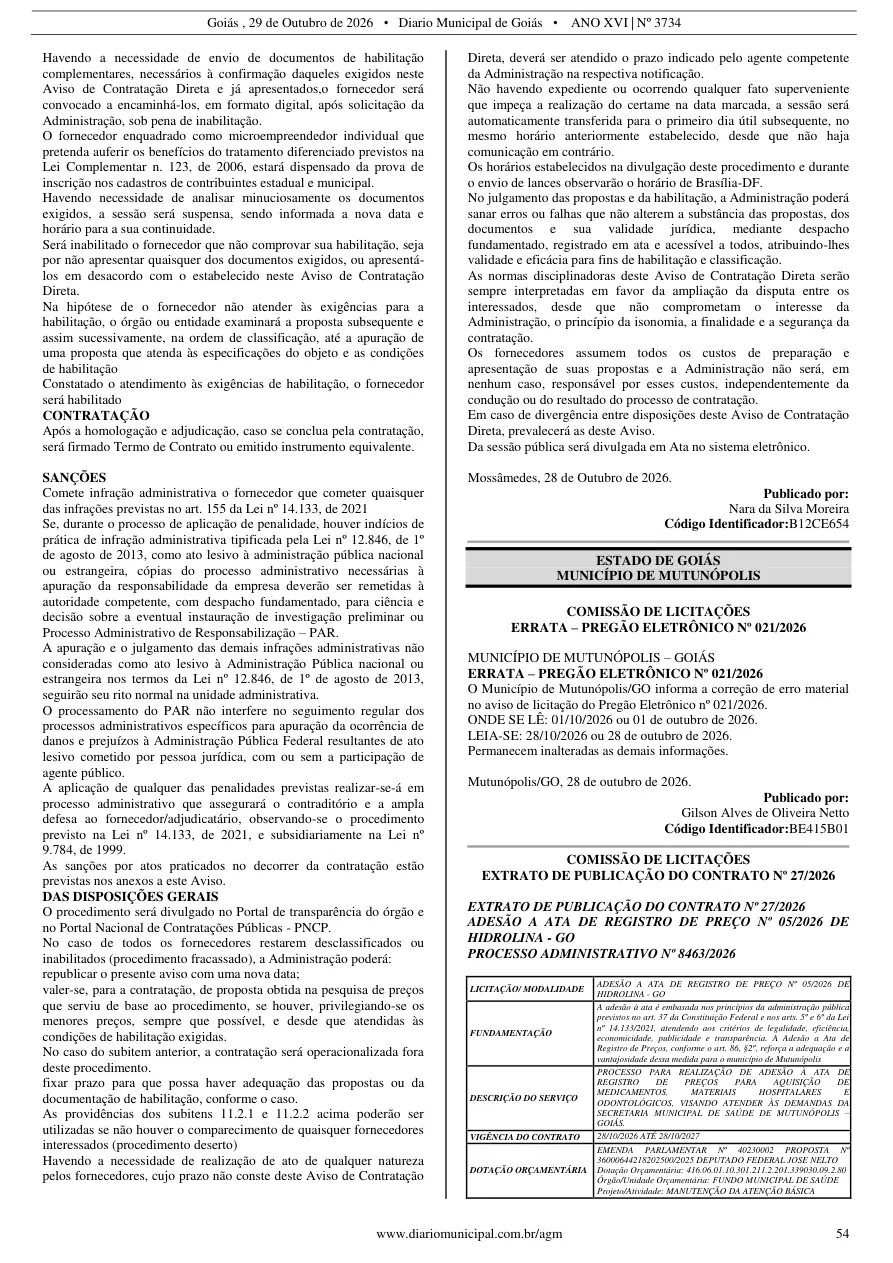 Goiás , 29 de Outubro de 2026 • Diario Municipal de Goiás • ANO XVI | Nº 3734
Havendo a necessidade de envio de documentos de habilitação
complementares, necessários à confirmação daqueles exigidos neste
Aviso de Contratação Direta e já apresentados,o fornecedor será
convocado a encaminhá-los, em formato digital, após solicitação da
Administração, sob pena de inabilitação.
O fornecedor enquadrado como microempreendedor individual que
pretenda auferir os benefícios do tratamento diferenciado previstos na
Lei Complementar n. 123, de 2006, estará dispensado da prova de
inscrição nos cadastros de contribuintes estadual e municipal.
Havendo necessidade de analisar minuciosamente os documentos
exigidos, a sessão será suspensa, sendo informada a nova data e
horário para a sua continuidade.
Será inabilitado o fornecedor que não comprovar sua habilitação, seja
por não apresentar quaisquer dos documentos exigidos, ou apresentá-
los em desacordo com o estabelecido neste Aviso de Contratação
Direta.
Na hipótese de o fornecedor não atender às exigências para a
habilitação, o órgão ou entidade examinará a proposta subsequente e
assim sucessivamente, na ordem de classificação, até a apuração de
uma proposta que atenda às especificações do objeto e as condições
de habilitação
Constatado o atendimento às exigências de habilitação, o fornecedor
será habilitado
CONTRATAÇÃO
Após a homologação e adjudicação, caso se conclua pela contratação,
será firmado Termo de Contrato ou emitido instrumento equivalente.
SANÇÕES
Comete infração administrativa o fornecedor que cometer quaisquer
das infrações previstas no art. 155 da Lei nº 14.133, de 2021
Se, durante o processo de aplicação de penalidade, houver indícios de
prática de infração administrativa tipificada pela Lei nº 12.846, de 1º
de agosto de 2013, como ato lesivo à administração pública nacional
ou estrangeira, cópias do processo administrativo necessárias à
apuração da responsabilidade da empresa deverão ser remetidas à
autoridade competente, com despacho fundamentado, para ciência e
decisão sobre a eventual instauração de investigação preliminar ou
Processo Administrativo de Responsabilização – PAR.
A apuração e o julgamento das demais infrações administrativas não
consideradas como ato lesivo à Administração Pública nacional ou
estrangeira nos termos da Lei nº 12.846, de 1º de agosto de 2013,
seguirão seu rito normal na unidade administrativa.
O processamento do PAR não interfere no seguimento regular dos
processos administrativos específicos para apuração da ocorrência de
danos e prejuízos à Administração Pública Federal resultantes de ato
lesivo cometido por pessoa jurídica, com ou sem a participação de
agente público.
A aplicação de qualquer das penalidades previstas realizar-se-á em
processo administrativo que assegurará o contraditório e a ampla
defesa ao fornecedor/adjudicatário, observando-se o procedimento
previsto na Lei nº 14.133, de 2021, e subsidiariamente na Lei nº
9.784, de 1999.
As sanções por atos praticados no decorrer da contratação estão
previstas nos anexos a este Aviso.
DAS DISPOSIÇÕES GERAIS
O procedimento será divulgado no Portal de transparência do órgão e
no Portal Nacional de Contratações Públicas - PNCP.
No caso de todos os fornecedores restarem desclassificados ou
inabilitados (procedimento fracassado), a Administração poderá:
republicar o presente aviso com uma nova data;
valer-se, para a contratação, de proposta obtida na pesquisa de preços
que serviu de base ao procedimento, se houver, privilegiando-se os
menores preços, sempre que possível, e desde que atendidas às
condições de habilitação exigidas.
No caso do subitem anterior, a contratação será operacionalizada fora
deste procedimento.
fixar prazo para que possa haver adequação das propostas ou da
documentação de habilitação, conforme o caso.
As providências dos subitens 11.2.1 e 11.2.2 acima poderão ser
utilizadas se não houver o comparecimento de quaisquer fornecedores
interessados (procedimento deserto)
Havendo a necessidade de realização de ato de qualquer natureza
pelos fornecedores, cujo prazo não conste deste Aviso de Contratação
Direta, deverá ser atendido o prazo indicado pelo agente competente
da Administração na respectiva notificação.
Não havendo expediente ou ocorrendo qualquer fato superveniente
que impeça a realização do certame na data marcada, a sessão será
automaticamente transferida para o primeiro dia útil subsequente, no
mesmo horário anteriormente estabelecido, desde que não haja
comunicação em contrário.
Os horários estabelecidos na divulgação deste procedimento e durante
o envio de lances observarão o horário de Brasília-DF.
No julgamento das propostas e da habilitação, a Administração poderá
sanar erros ou falhas que não alterem a substância das propostas, dos
documentos e sua validade jurídica, mediante despacho
fundamentado, registrado em ata e acessível a todos, atribuindo-lhes
validade e eficácia para fins de habilitação e classificação.
As normas disciplinadoras deste Aviso de Contratação Direta serão
sempre interpretadas em favor da ampliação da disputa entre os
interessados, desde que não comprometam o interesse da
Administração, o princípio da isonomia, a finalidade e a segurança da
contratação.
Os fornecedores assumem todos os custos de preparação e
apresentação de suas propostas e a Administração não será, em
nenhum caso, responsável por esses custos, independentemente da
condução ou do resultado do processo de contratação.
Em caso de divergência entre disposições deste Aviso de Contratação
Direta, prevalecerá as deste Aviso.
Da sessão pública será divulgada em Ata no sistema eletrônico.
Mossâmedes, 28 de Outubro de 2026.
Publicado por:
Nara da Silva Moreira
Código Identificador:B12CE654
ESTADO DE GOIÁS
MUNICÍPIO DE MUTUNÓPOLIS
COMISSÃO DE LICITAÇÕES
ERRATA – PREGÃO ELETRÔNICO Nº 021/2026
MUNICÍPIO DE MUTUNÓPOLIS – GOIÁS
ERRATA – PREGÃO ELETRÔNICO Nº 021/2026
O Município de Mutunópolis/GO informa a correção de erro material
no aviso de licitação do Pregão Eletrônico nº 021/2026.
ONDE SE LÊ: 01/10/2026 ou 01 de outubro de 2026.
LEIA-SE: 28/10/2026 ou 28 de outubro de 2026.
Permanecem inalteradas as demais informações.
Mutunópolis/GO, 28 de outubro de 2026.
Publicado por:
Gilson Alves de Oliveira Netto
Código Identificador:BE415B01
COMISSÃO DE LICITAÇÕES
EXTRATO DE PUBLICAÇÃO DO CONTRATO Nº 27/2026
EXTRATO DE PUBLICAÇÃO DO CONTRATO Nº 27/2026
ADESÃO A ATA DE REGISTRO DE PREÇO Nº 05/2026 DE
HIDROLINA - GO
PROCESSO ADMINISTRATIVO Nº 8463/2026
LICITAÇÃO/ MODALIDADE
ADESÃO A ATA DE REGISTRO DE PREÇO Nº 05/2026 DE
HIDROLINA - GO
FUNDAMENTAÇÃO
A adesão à ata é embasada nos princípios da administração pública
previstos no art. 37 da Constituição Federal e nos arts. 5º e 6º da Lei
nº 14.133/2021, atendendo aos critérios de legalidade, eficiência,
economicidade, publicidade e transparência. A Adesão a Ata de
Registro de Preços, conforme o art. 86, §2º, reforça a adequação e a
vantajosidade dessa medida para o município de Mutunópolis
DESCRIÇÃO DO SERVIÇO
PROCESSO PARA REALIZAÇÃO DE ADESÃO À ATA DE
REGISTRO DE PREÇOS PARA AQUISIÇÃO DE
MEDICAMENTOS, MATERIAIS HOSPITALARES E
ODONTOLÓGICOS, VISANDO ATENDER ÀS DEMANDAS DA
SECRETARIA MUNICIPAL DE SAÚDE DE MUTUNÓPOLIS –
GOIÁS.
VIGÊNCIA DO CONTRATO
28/10/2026 ATÉ 28/10/2027
DOTAÇÃO ORÇAMENTÁRIA
EMENDA PARLAMENTAR Nº 40230002 PROPOSTA Nº
36000644218202500/2025 DEPUTADO FEDERAL JOSE NELTO
Dotação Orçamentária: 416.06.01.10.301.211.2.201.339030.09.2.80
Órgão/Unidade Orçamentária: FUNDO MUNICIPAL DE SAÚDE
Projeto/Atividade: MANUTENÇÃO DA ATENÇÃO BÁSICA
www.diariomunicipal.com.br/agm
54